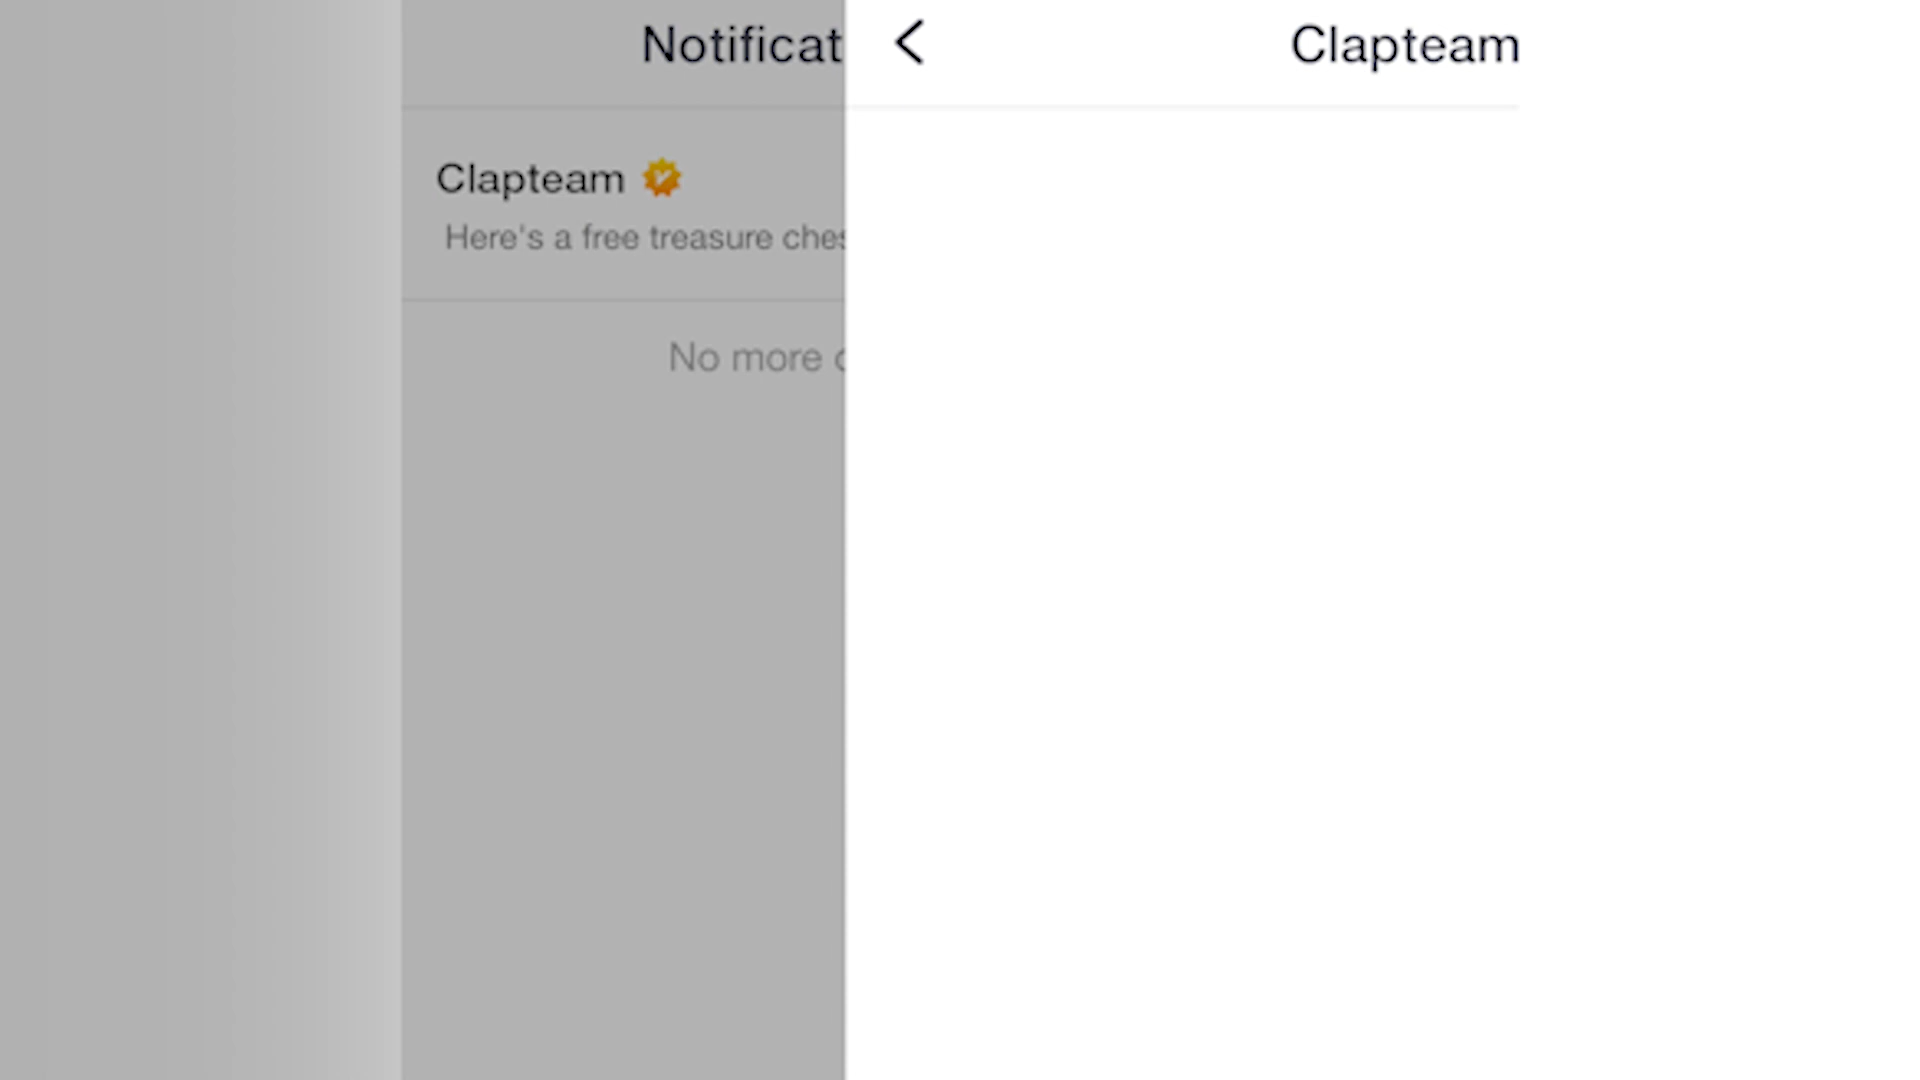 Notificat
Clapteam
Here's a free treasure ches
No more
Clapteam